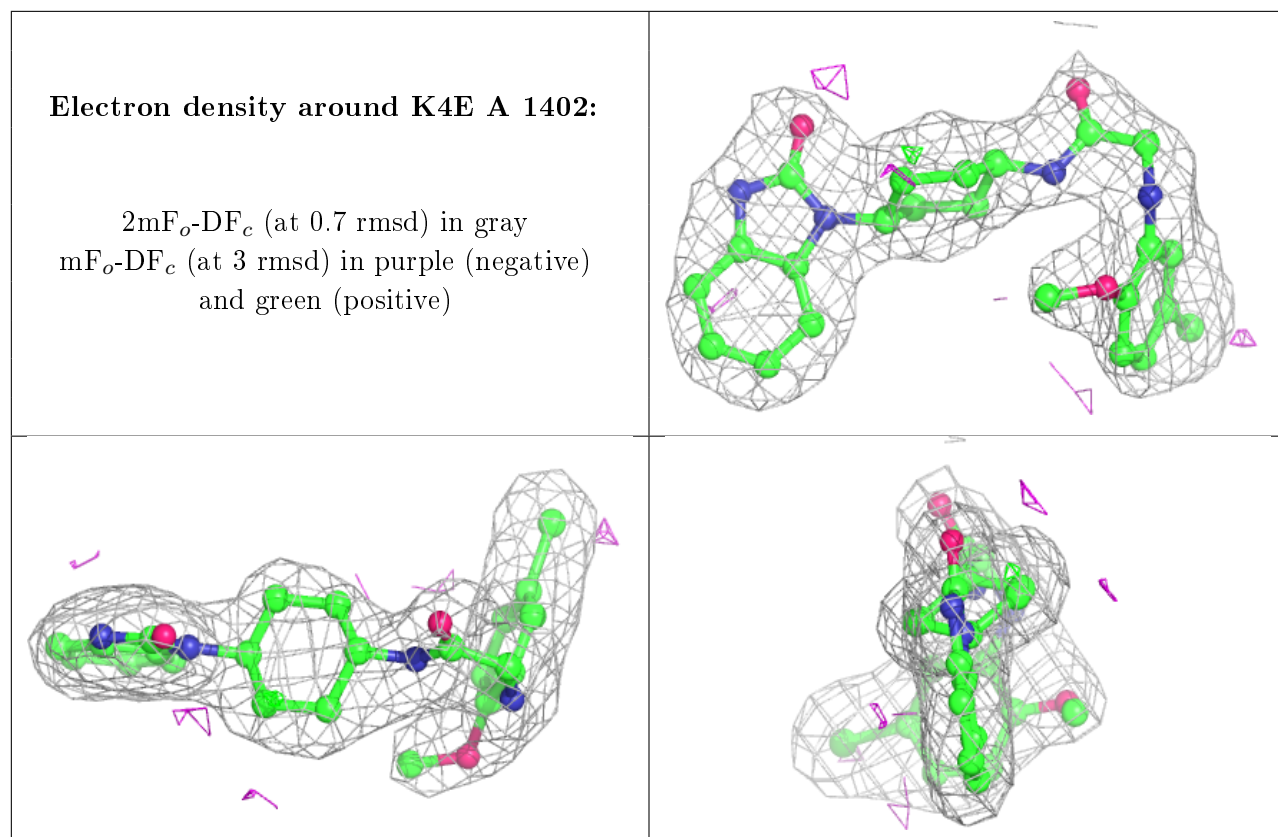 Electron density around K4E A 1402:
2mFₒ-DF𝒸 (at 0.7 rmsd) in gray
mFₒ-DF𝒸 (at 3 rmsd) in purple (negative)
and green (positive)